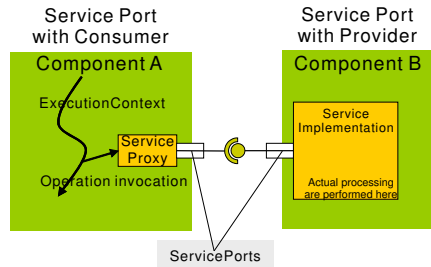 Service Port
with Consumer
Component A
ExecutionContext
Service
Proxy
Operation invocation
Service Port
with Provider
Component B
Service
Implementation
Actual processing
are performed here
ServicePorts